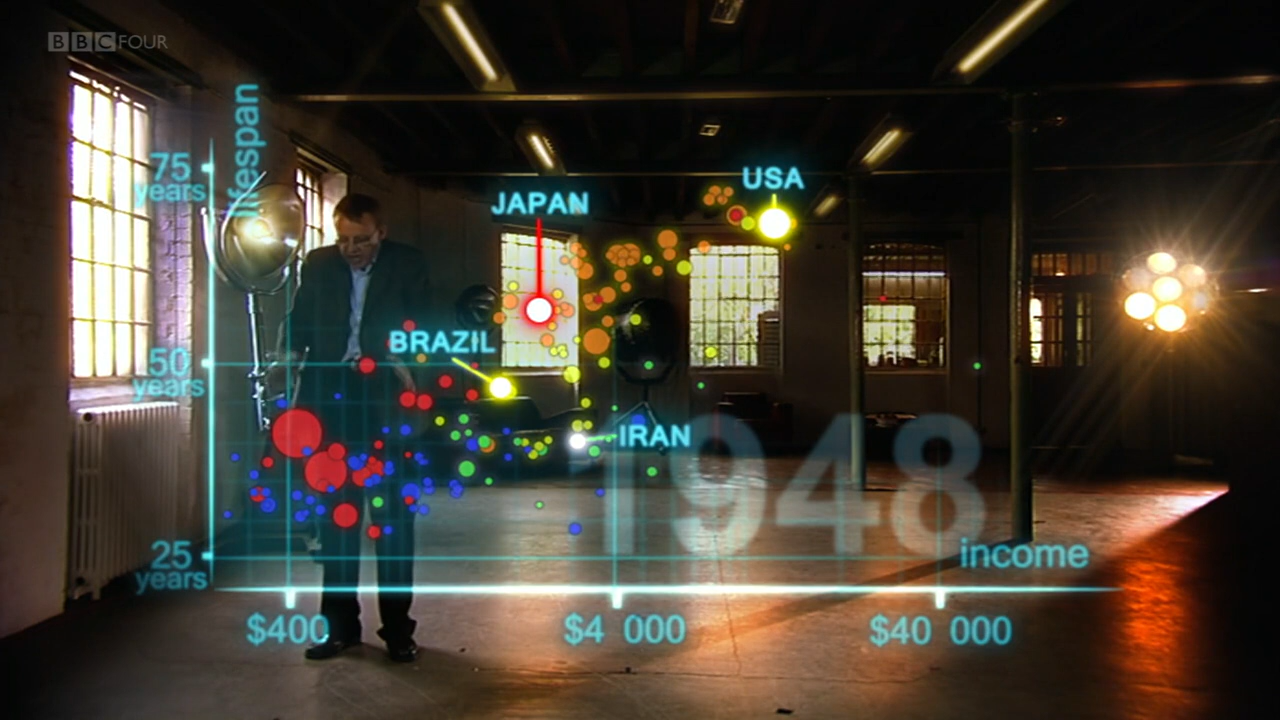 BBC FOUR
lifespan
75
years
JAPAN
USA
BRAZIL
50
years
IRAN
1948
25
years
income
$400
$4 000
$40 000